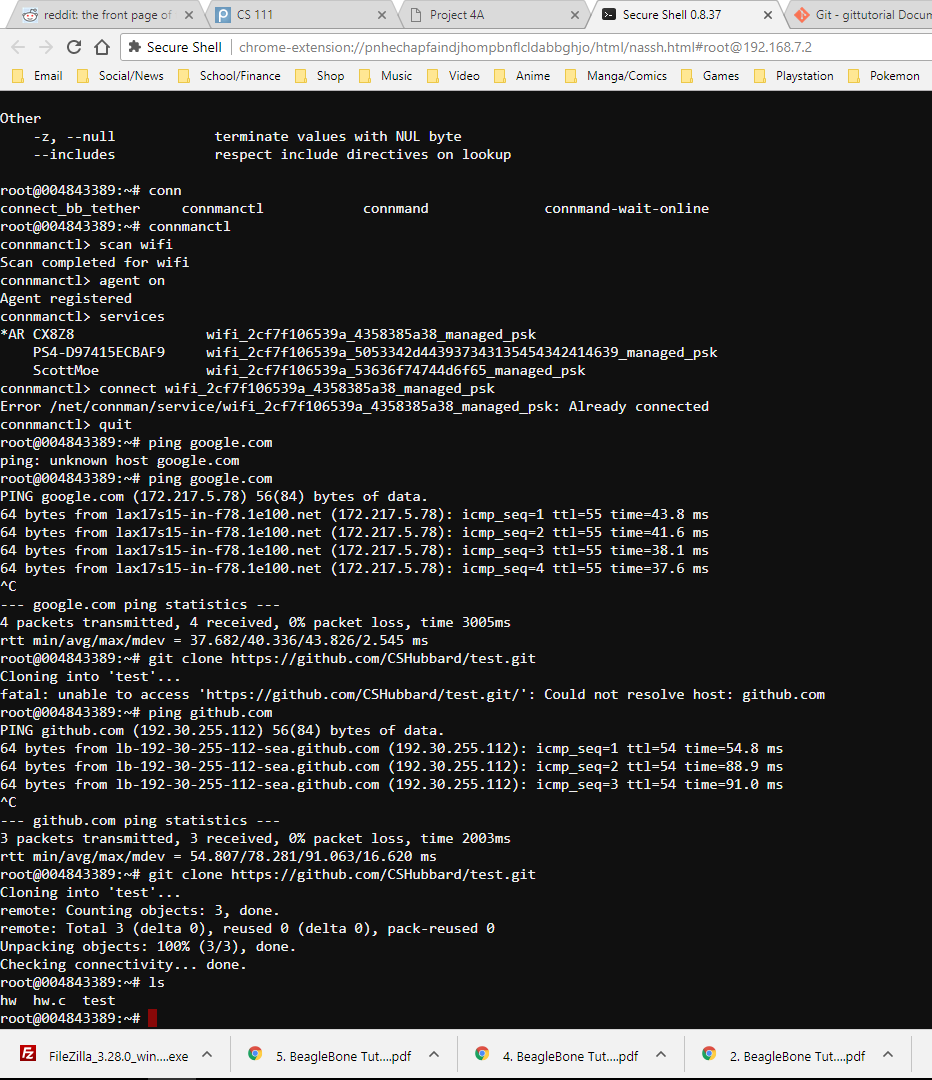 reddit: the front page of
CS 111
Project 4A
Secure Shell 0.8.37
Git - gittutorial Docum
Secure Shell chrome-extension://pnhechapfaindjhompbnflcldabbghjo/html/nassh.html#root@192.168.7.2
Email Social/News School/Finance Shop Music Video Anime Manga/Comics Games Playstation Pokemon
Other
    -z, --null            terminate values with NUL byte
    --includes            respect include directives on lookup
root@004843389:~# conn
connect_bb_tether     connmanctl            connmand              connmand-wait-online
root@004843389:~# connmanctl
connmanctl> scan wifi
Scan completed for wifi
connmanctl> agent on
Agent registered
connmanctl> services
*AR CX8Z8                wifi_2cf7f106539a_4358385a38_managed_psk
    PS4-D97415ECBAF9     wifi_2cf7f106539a_5053342d443937343135454342414639_managed_psk
    ScottMoe             wifi_2cf7f106539a_53636f74744d6f65_managed_psk
connmanctl> connect wifi_2cf7f106539a_4358385a38_managed_psk
Error /net/connman/service/wifi_2cf7f106539a_4358385a38_managed_psk: Already connected
connmanctl> quit
root@004843389:~# ping google.com
ping: unknown host google.com
root@004843389:~# ping google.com
PING google.com (172.217.5.78) 56(84) bytes of data.
64 bytes from lax17s15-in-f78.1e100.net (172.217.5.78): icmp_seq=1 ttl=55 time=43.8 ms
64 bytes from lax17s15-in-f78.1e100.net (172.217.5.78): icmp_seq=2 ttl=55 time=41.6 ms
64 bytes from lax17s15-in-f78.1e100.net (172.217.5.78): icmp_seq=3 ttl=55 time=38.1 ms
64 bytes from lax17s15-in-f78.1e100.net (172.217.5.78): icmp_seq=4 ttl=55 time=37.6 ms
^C
--- google.com ping statistics ---
4 packets transmitted, 4 received, 0% packet loss, time 3005ms
rtt min/avg/max/mdev = 37.682/40.336/43.826/2.545 ms
root@004843389:~# git clone https://github.com/CSHubbard/test.git
Cloning into 'test'...
fatal: unable to access 'https://github.com/CSHubbard/test.git/': Could not resolve host: github.com
root@004843389:~# ping github.com
PING github.com (192.30.255.112) 56(84) bytes of data.
64 bytes from lb-192-30-255-112-sea.github.com (192.30.255.112): icmp_seq=1 ttl=54 time=54.8 ms
64 bytes from lb-192-30-255-112-sea.github.com (192.30.255.112): icmp_seq=2 ttl=54 time=88.9 ms
64 bytes from lb-192-30-255-112-sea.github.com (192.30.255.112): icmp_seq=3 ttl=54 time=91.0 ms
^C
--- github.com ping statistics ---
3 packets transmitted, 3 received, 0% packet loss, time 2003ms
rtt min/avg/max/mdev = 54.807/78.281/91.063/16.620 ms
root@004843389:~# git clone https://github.com/CSHubbard/test.git
Cloning into 'test'...
remote: Counting objects: 3, done.
remote: Total 3 (delta 0), reused 0 (delta 0), pack-reused 0
Unpacking objects: 100% (3/3), done.
Checking connectivity... done.
root@004843389:~# ls
hw  hw.c  test
root@004843389:~#
FileZilla_3.28.0_win....exe
5. BeagleBone Tut....pdf
4. BeagleBone Tut....pdf
2. BeagleBone Tut....pdf